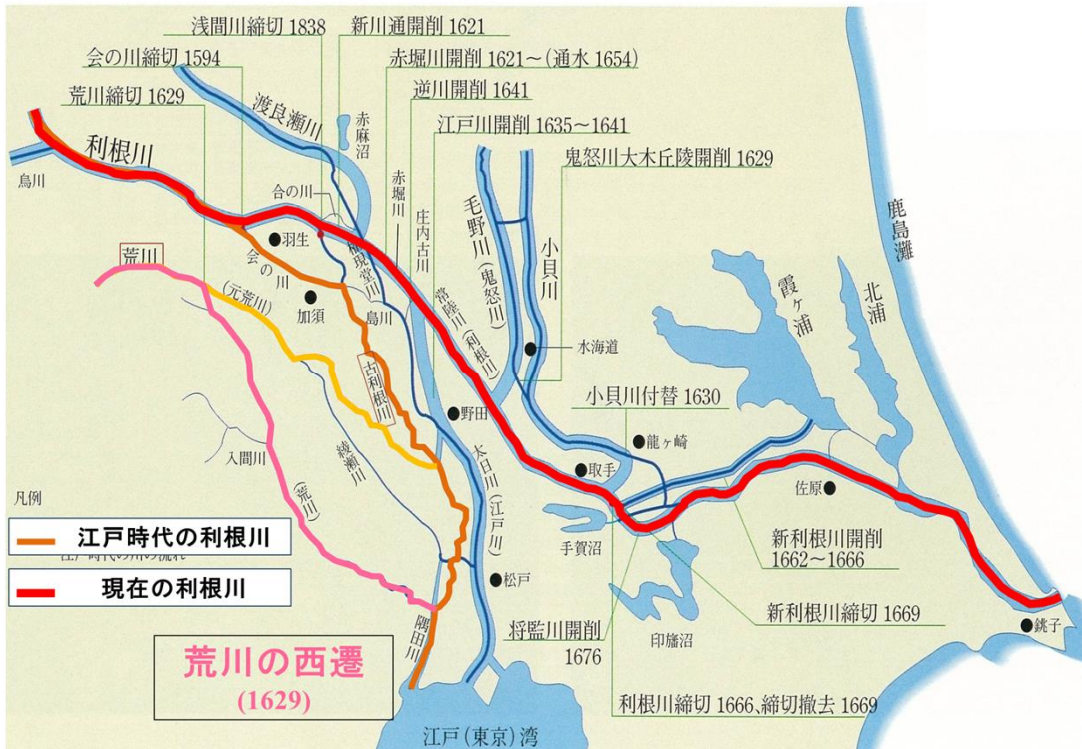 浅間川締切 1838
新川通開削 1621
会の川締切 1594
赤堀川開削 1621～(通水 1654)
荒川締切 1629
逆川開削 1641
江戸川開削 1635～1641
鬼怒川大木丘陵開削 1629
渡良瀬川
赤麻沼
利根川
烏川
合の川
赤堀川
庄内古川
毛野川(鬼怒川)
小貝川
鹿島灘
北浦
霞ヶ浦
荒川
羽生
会の川
権現堂川
(元荒川)
加須
島川
常陸川(利根川)
水海道
古利根川
野田
小貝川付替 1630
龍ヶ崎
取手
入間川
綾瀬川
太日川(江戸川)
佐原
凡例
(荒川)
手賀沼
新利根川開削
1662～1666
江戸時代の利根川
江戸時代の川の流れ
現在の利根川
松戸
新利根川締切 1669
銚子
荒川の西遷
(1629)
隅田川
将監川開削
1676
印旛沼
利根川締切 1666、締切撤去 1669
江戸(東京)湾